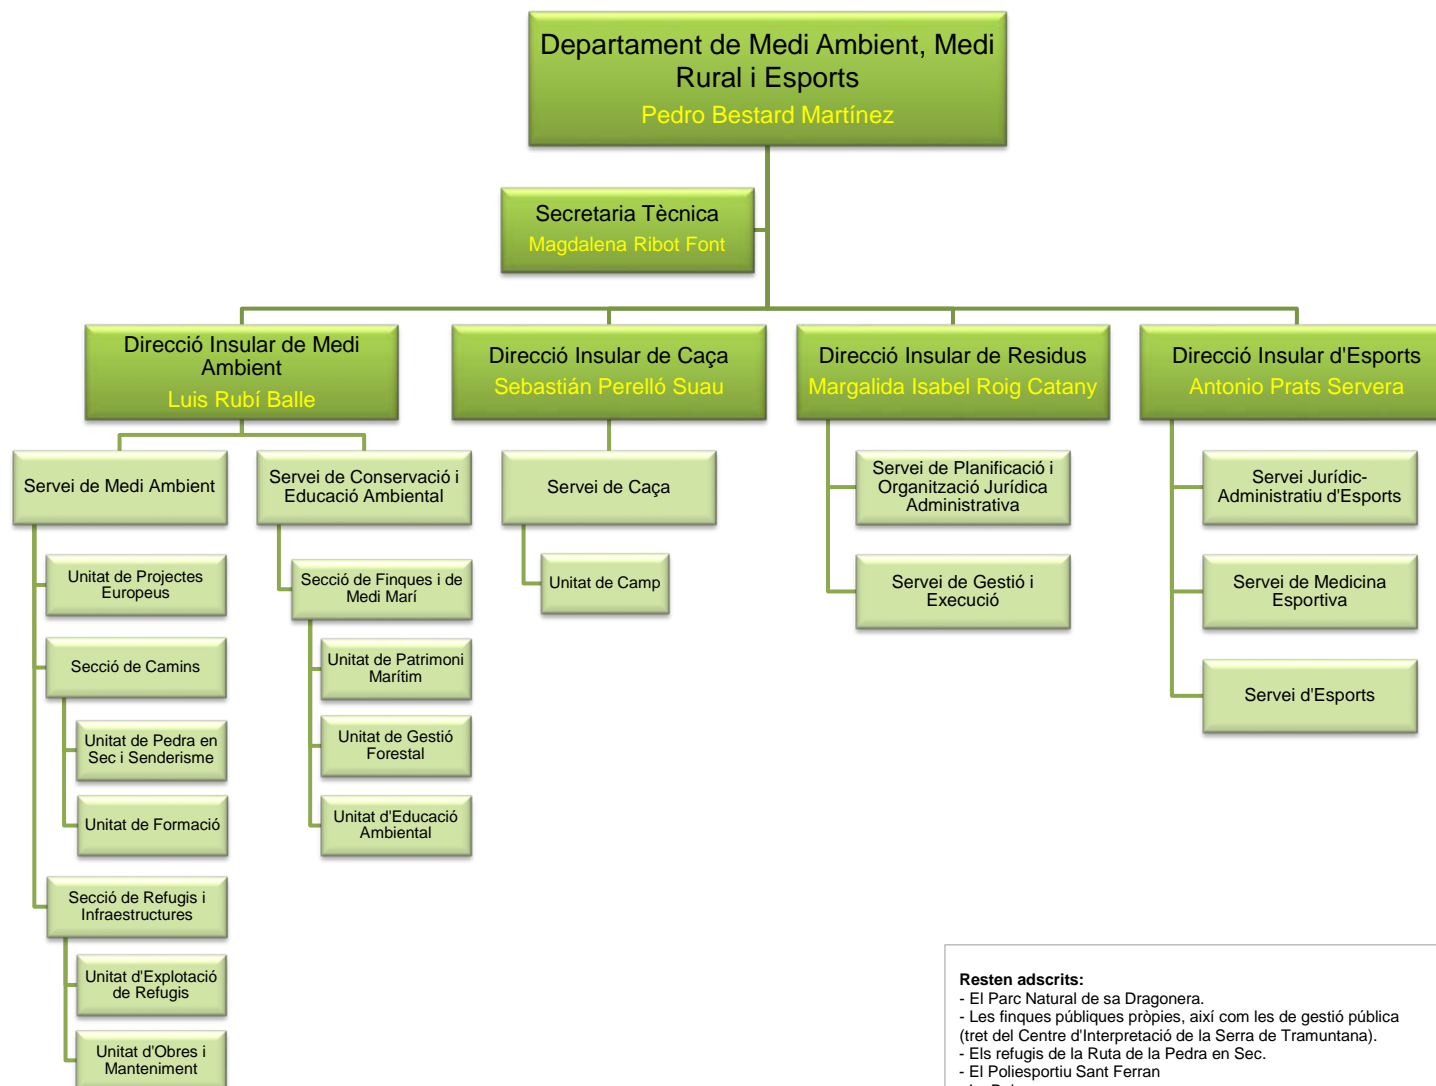 Departament de Medi Ambient, Medi
Rural i Esports
Pedro Bestard Martínez
Secretaria Tècnica
Magdalena Ribot Font
Direcció Insular de Medi
Ambient
Luis Rubí Balle
Direcció Insular de Caça
Sebastián Perelló Suau
Direcció Insular de Residus
Margalida Isabel Roig Catany
Direcció Insular d'Esports
Antonio Prats Servera
Servei de Medi Ambient
Servei de Conservació i
Educació Ambiental
Servei de Caça
Servei de Planificació i
Organització Jurídica
Administrativa
Servei Jurídic-
Administratiu d'Esports
Unitat de Projectes
Europeus
Secció de Finques i de
Medi Marí
Unitat de Camp
Servei de Gestió i
Execució
Servei de Medicina
Esportiva
Secció de Camins
Unitat de Patrimoni
Marítim
Servei d'Esports
Unitat de Pedra en
Sec i Senderisme
Unitat de Gestió
Forestal
Unitat de Formació
Unitat d'Educació
Ambiental
Secció de Refugis i
Infraestructures
Unitat d'Explotació
de Refugis
Unitat d'Obres i
Manteniment
Resten adscrits:
- El Parc Natural de sa Dragonera.
- Les finques públiques pròpies, així com les de gestió pública
(tret del Centre d'Interpretació de la Serra de Tramuntana).
- Els refugis de la Ruta de la Pedra en Sec.
- El Poliesportiu Sant Ferran